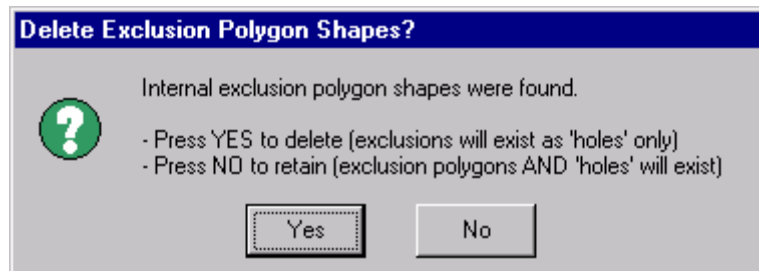 Delete Exclusion Polygon Shapes?
Internal exclusion polygon shapes were found.
- Press YES to delete (exclusions will exist as 'holes' only)
- Press NO to retain (exclusion polygons AND 'holes' will exist)
Yes
No